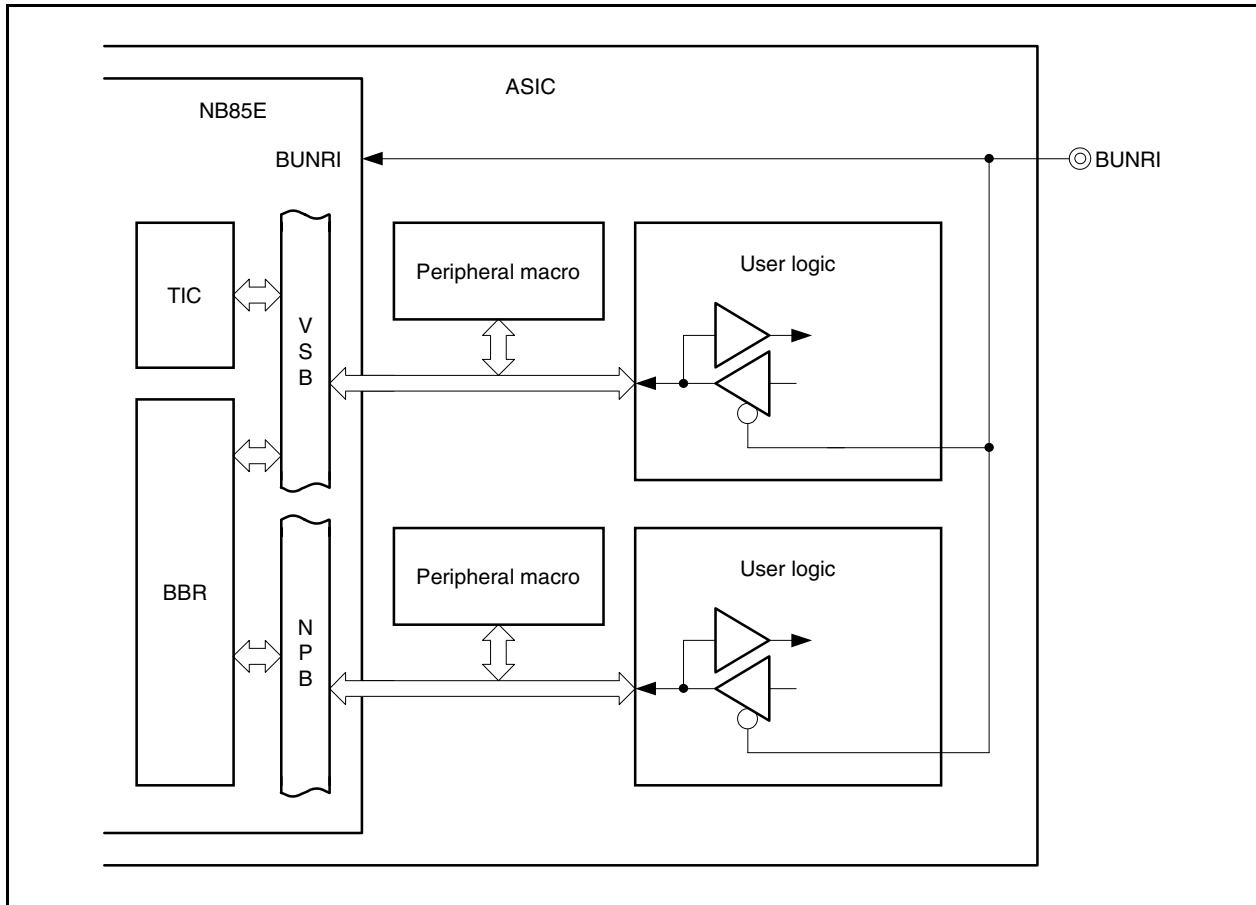 ASIC
NB85E
BUNRI
BUNRI
TIC
V
S
B
Peripheral macro
User logic
BBR
N
P
B
Peripheral macro
User logic